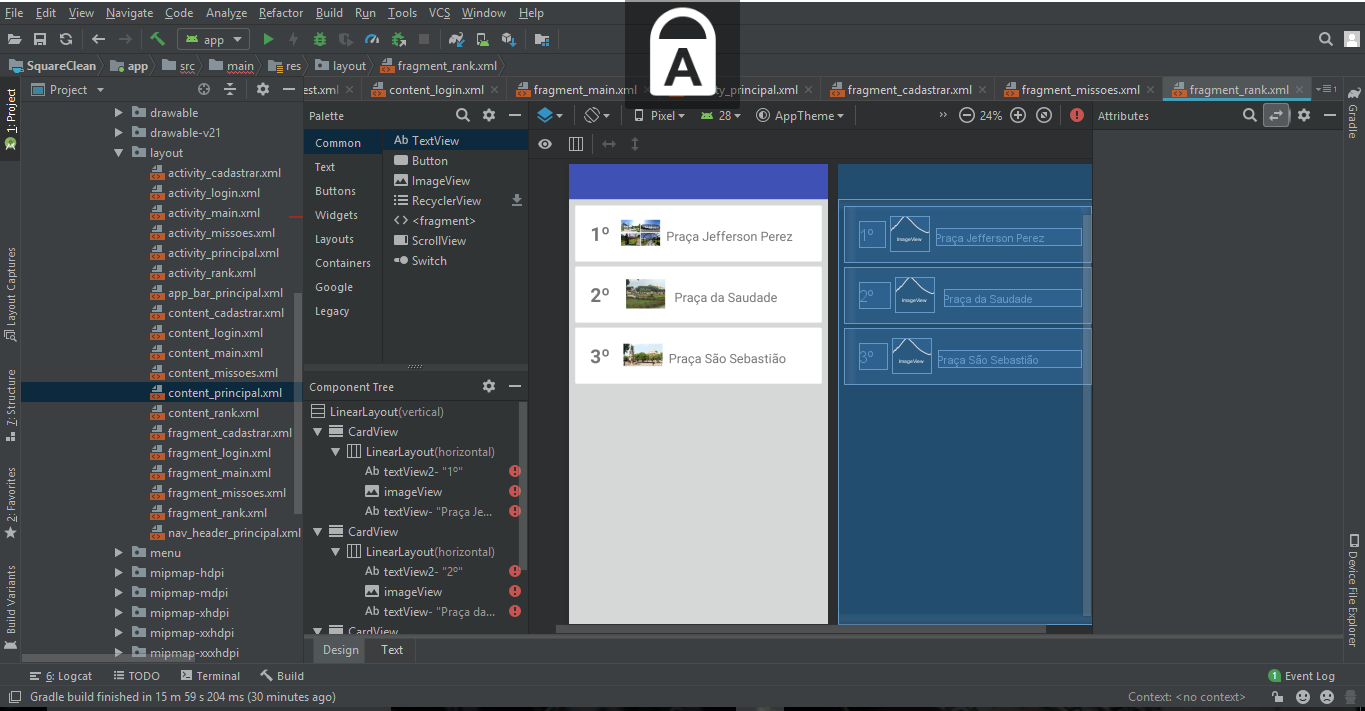 File Edit View Navigate Code Analyze Refactor Build Run Tools VCS Window Help
app
A
SquareClean app src main res layout fragment_rank.xml
Project
est.xml content_login.xml fragment_main.xml y_principal.xml fragment_cadastrar.xml fragment_missoes.xml fragment_rank.xml 1
1: Project
Layout Captures
7: Structure
2: Favorites
Build Variants
drawable
drawable-v21
layout
activity_cadastrar.xml
activity_login.xml
activity_main.xml
activity_missoes.xml
activity_principal.xml
activity_rank.xml
app_bar_principal.xml
content_cadastrar.xml
content_login.xml
content_main.xml
content_missoes.xml
content_principal.xml
content_rank.xml
fragment_cadastrar.xml
fragment_login.xml
fragment_main.xml
fragment_missoes.xml
fragment_rank.xml
nav_header_principal.xml
menu
mipmap-hdpi
mipmap-mdpi
mipmap-xhdpi
mipmap-xxhdpi
mipmap-xxxhdpi
Palette
Common
Text
Buttons
Widgets
Layouts
Containers
Google
Legacy
Ab TextView
Button
ImageView
RecyclerView
<> <fragment>
ScrollView
Switch
Component Tree
LinearLayout(vertical)
CardView
LinearLayout(horizontal)
Ab textView2- "1º"
imageView
Ab textView- "Praça Je...
CardView
LinearLayout(horizontal)
Ab textView2- "2º"
imageView
Ab textView- "Praça da...
CardView
Design Text
Pixel 28 AppTheme » 24%
1º Praça Jefferson Perez
2º Praça da Saudade
3º Praça São Sebastião
1º ImageView Praça Jefferson Perez
2º ImageView Praça da Saudade
3º ImageView Praça São Sebastião
Attributes
Gradle
Device File Explorer
6: Logcat TODO Terminal Build 1 Event Log
Gradle build finished in 15 m 59 s 204 ms (30 minutes ago) Context: <no context>